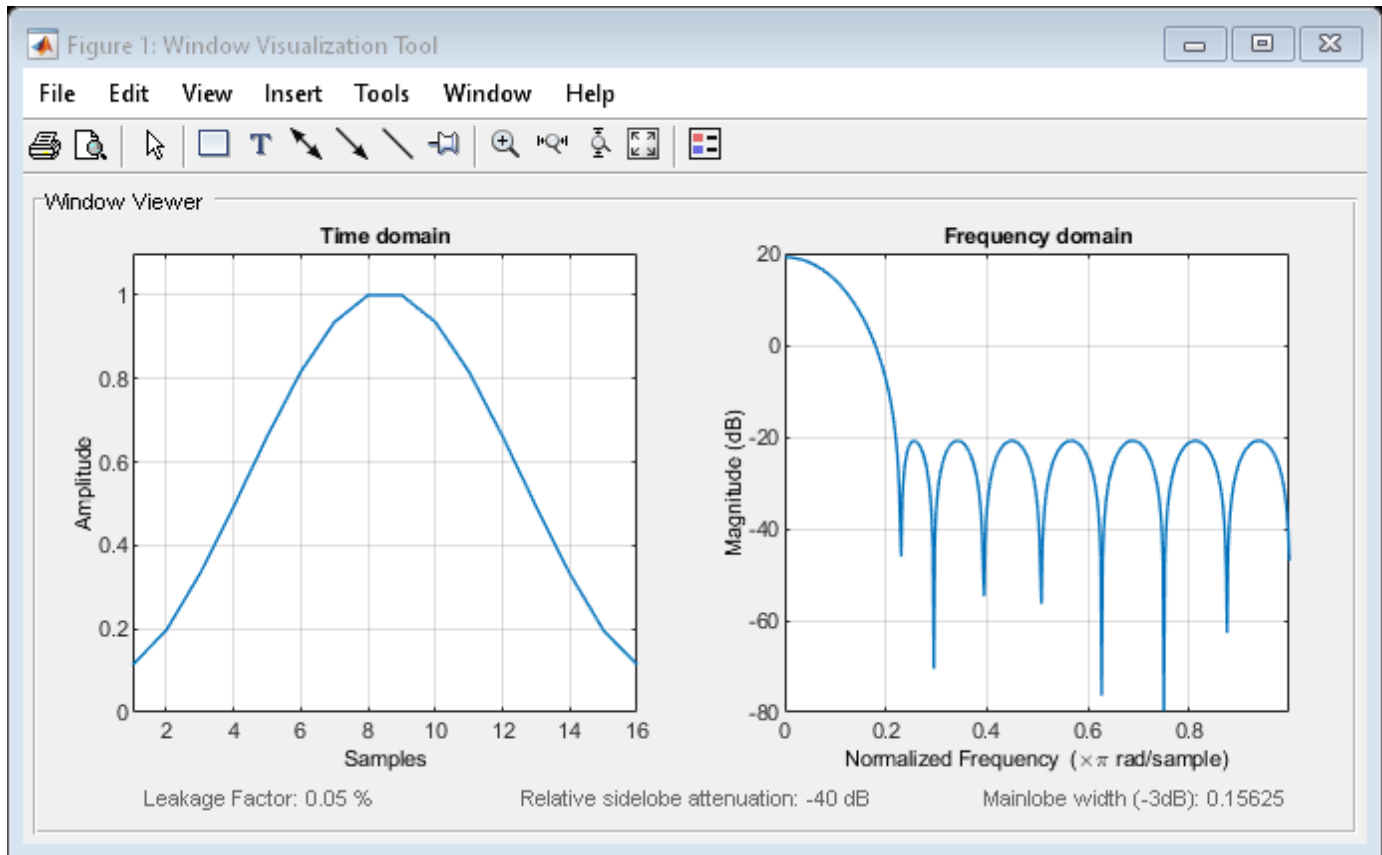 Figure 1: Window Visualization Tool
File Edit View Insert Tools Window Help
T
Window Viewer
Time domain
1
0.8
0.6
0.4
0.2
0
2 4 6 8 10 12 14 16
Amplitude
Samples
Frequency domain
20
0
-20
-40
-60
-80
0 0.2 0.4 0.6 0.8
Magnitude (dB)
Normalized Frequency (×π rad/sample)
Leakage Factor: 0.05 %
Relative sidelobe attenuation: -40 dB
Mainlobe width (-3dB): 0.15625